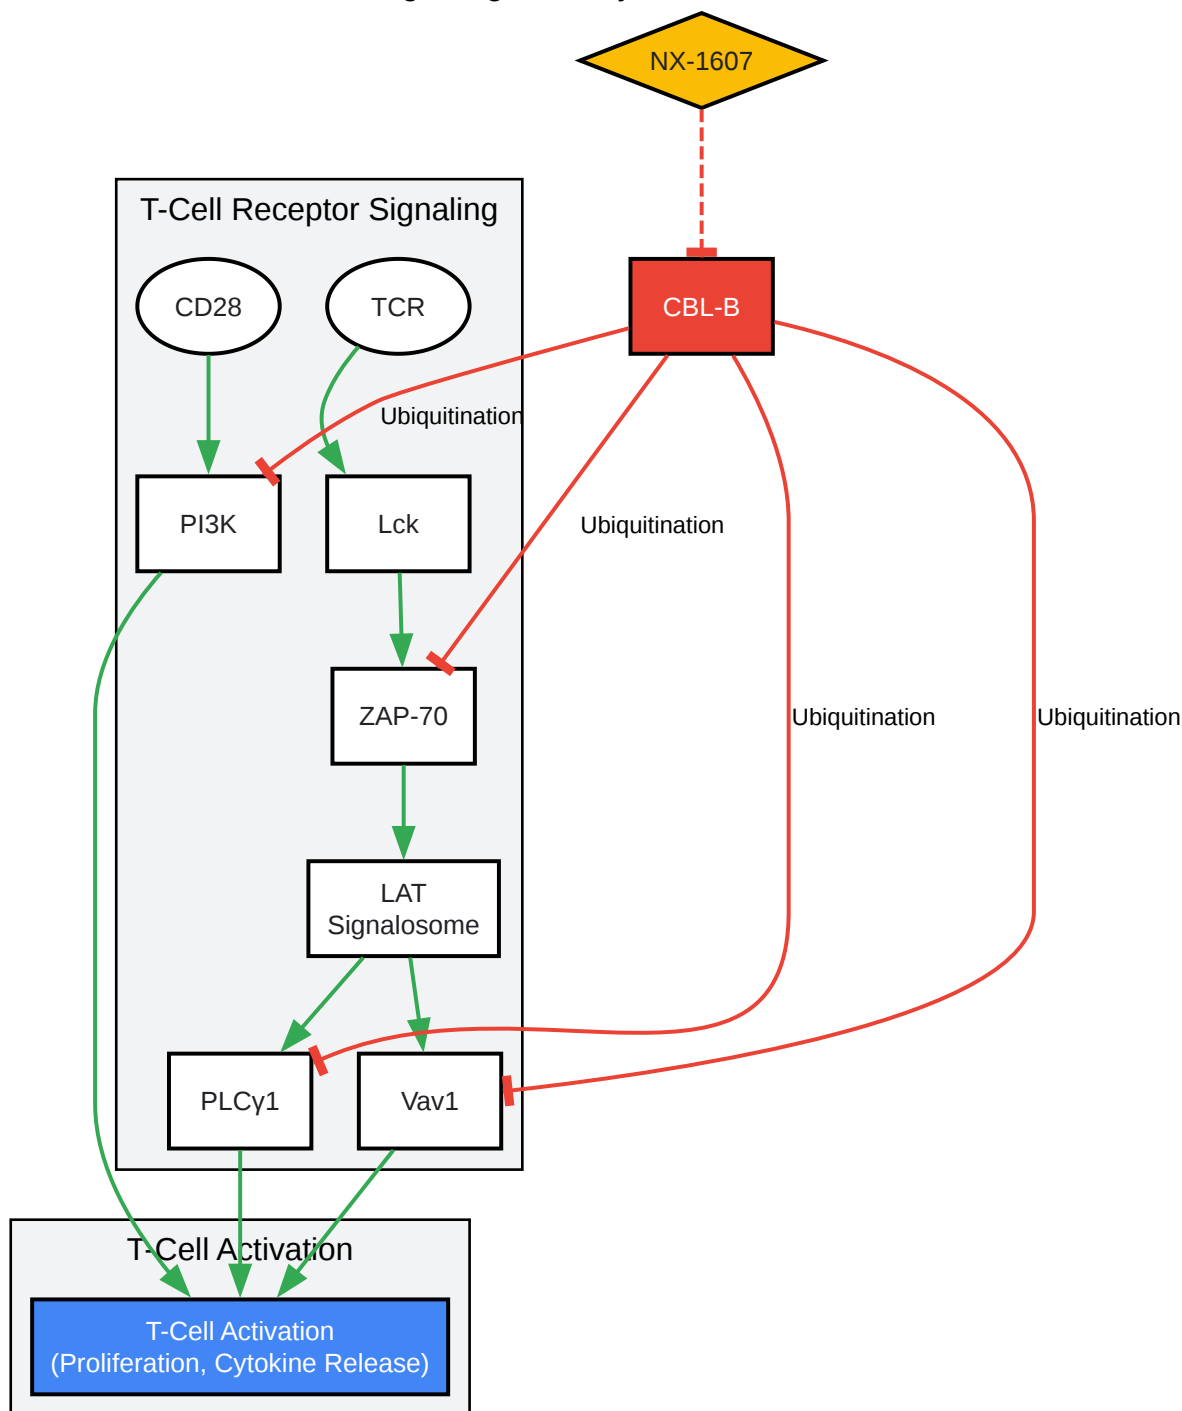 NX-1607
T-Cell Receptor Signaling
CD28
TCR
CBL-B
Ubiquitination
PI3K
Lck
Ubiquitination
ZAP-70
Ubiquitination
Ubiquitination
LAT
Signalosome
PLCγ1
Vav1
T-Cell Activation
T-Cell Activation
(Proliferation, Cytokine Release)